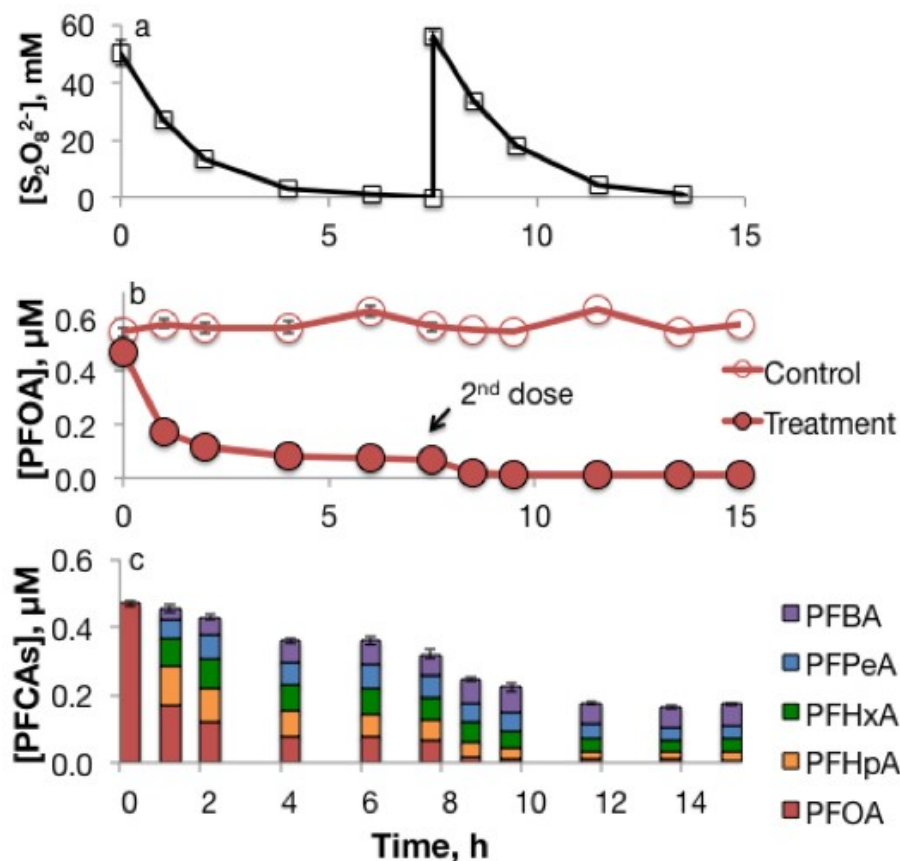 a
[S₂O₈²⁻], mM
60
40
20
0
0 5 10 15
b
[PFOA], µM
0.6
0.4
0.2
0.0
2nd dose
Control
Treatment
0 5 10 15
c
[PFCAs], µM
0.6
0.4
0.2
0.0
PFBA
PFPeA
PFHxA
PFHpA
PFOA
0 2 4 6 8 10 12 14
Time, h